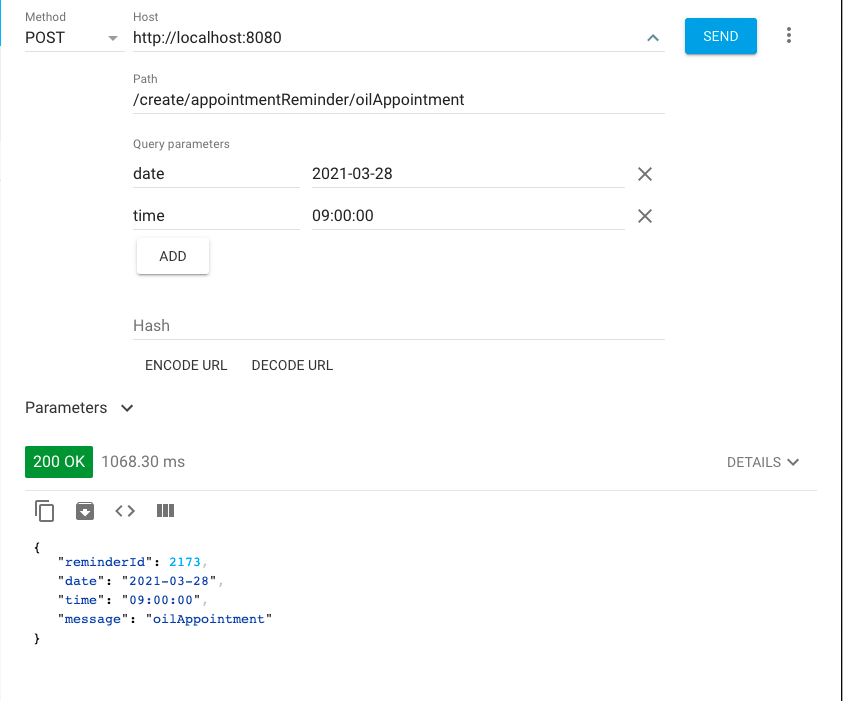 Method Host
POST http://localhost:8080 SEND
Path
/create/appointmentReminder/oilAppointment
Query parameters
date 2021-03-28
time 09:00:00
ADD
Hash
ENCODE URL DECODE URL
Parameters
200 OK 1068.30 ms DETAILS
{
"reminderId": 2173,
"date": "2021-03-28",
"time": "09:00:00",
"message": "oilAppointment"
}